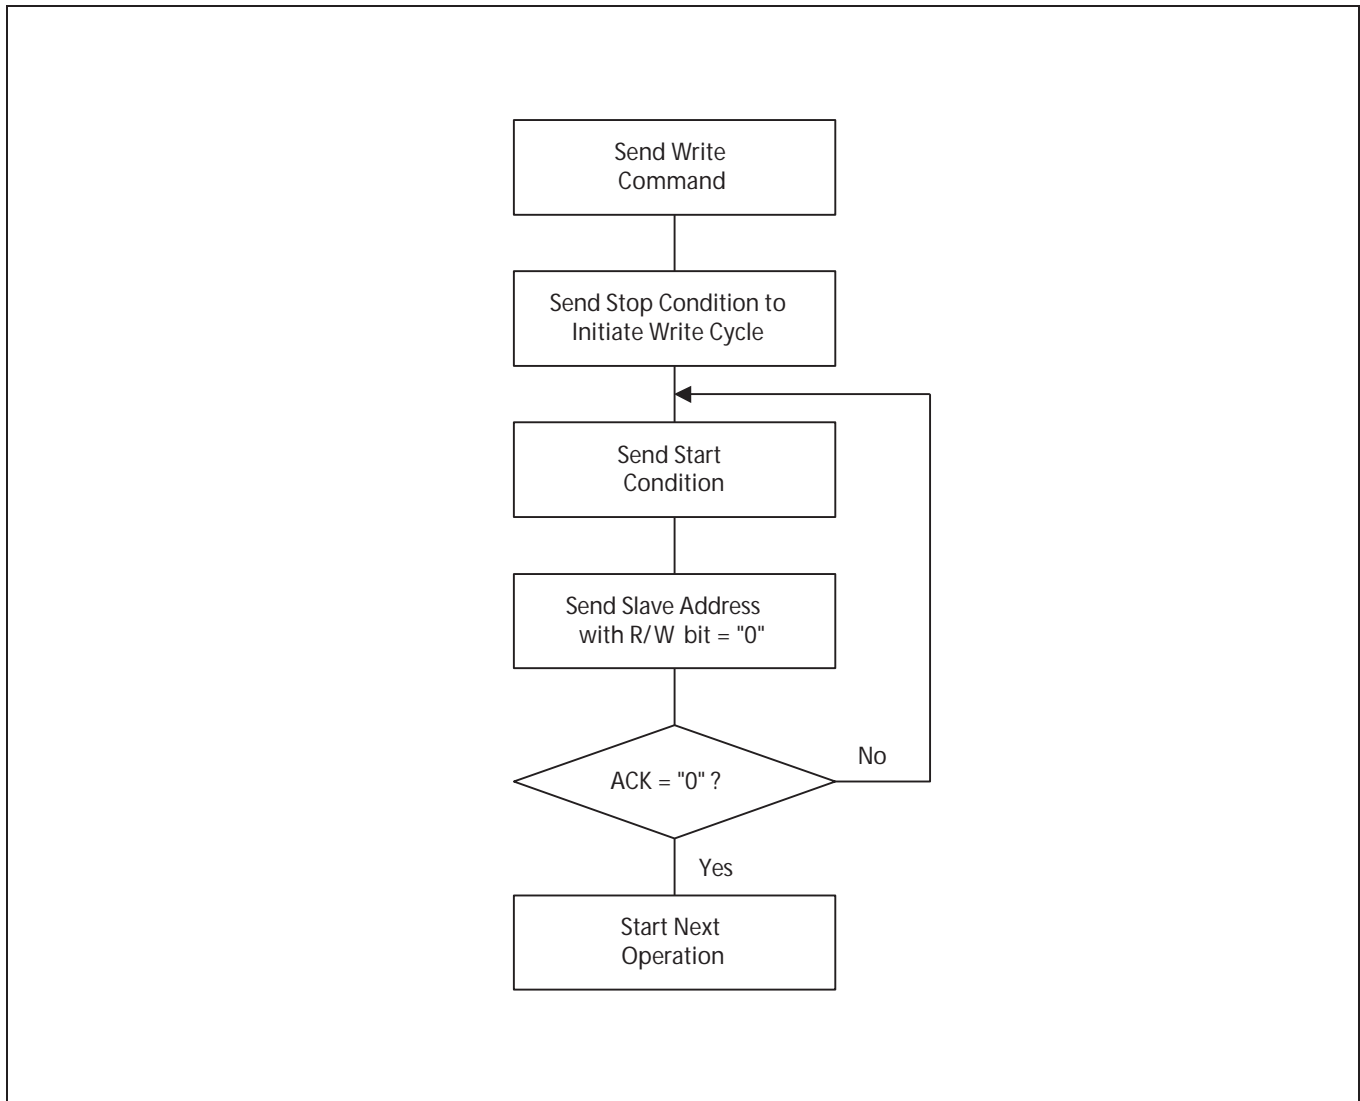 Send Write
Command
Send Stop Condition to
Initiate Write Cycle
Send Start
Condition
Send Slave Address
with R/W bit = "0"
ACK = "0" ?
No
Yes
Start Next
Operation